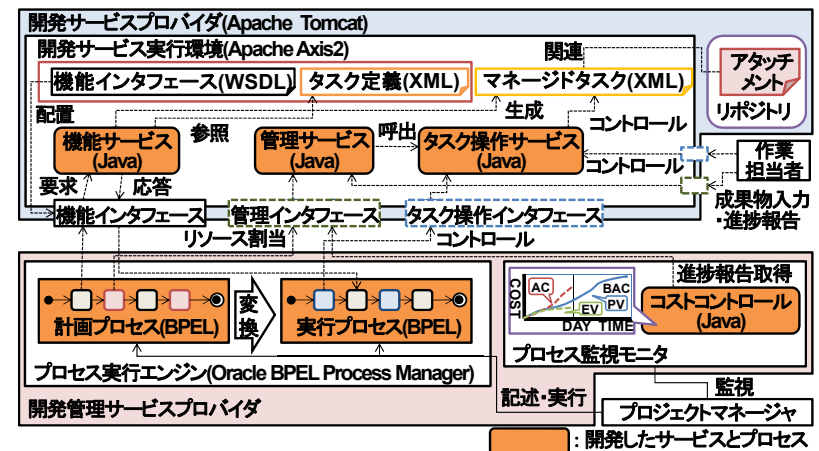 開発サービスプロバイダ(Apache Tomcat)
開発サービス実行環境(Apache Axis2)
関連
アタッチ
メント
リポジトリ
機能インタフェース(WSDL)
タスク定義(XML)
マネージドタスク(XML)
配置
参照
生成
コントロール
機能サービス
(Java)
管理サービス
(Java)
呼出
タスク操作サービス
(Java)
コントロール
作業
担当者
要求
応答
成果物入力
・進捗報告
機能インタフェース
管理インタフェース
タスク操作インタフェース
リソース割当
コントロール
計画プロセス(BPEL)
変
換
実行プロセス(BPEL)
プロセス実行エンジン(Oracle BPEL Process Manager)
COST
AC
BAC
PV
EV
DAY TIME
進捗報告取得
コストコントロール
(Java)
プロセス監視モニタ
開発管理サービスプロバイダ
記述・実行
監視
プロジェクトマネージャ
：開発したサービスとプロセス